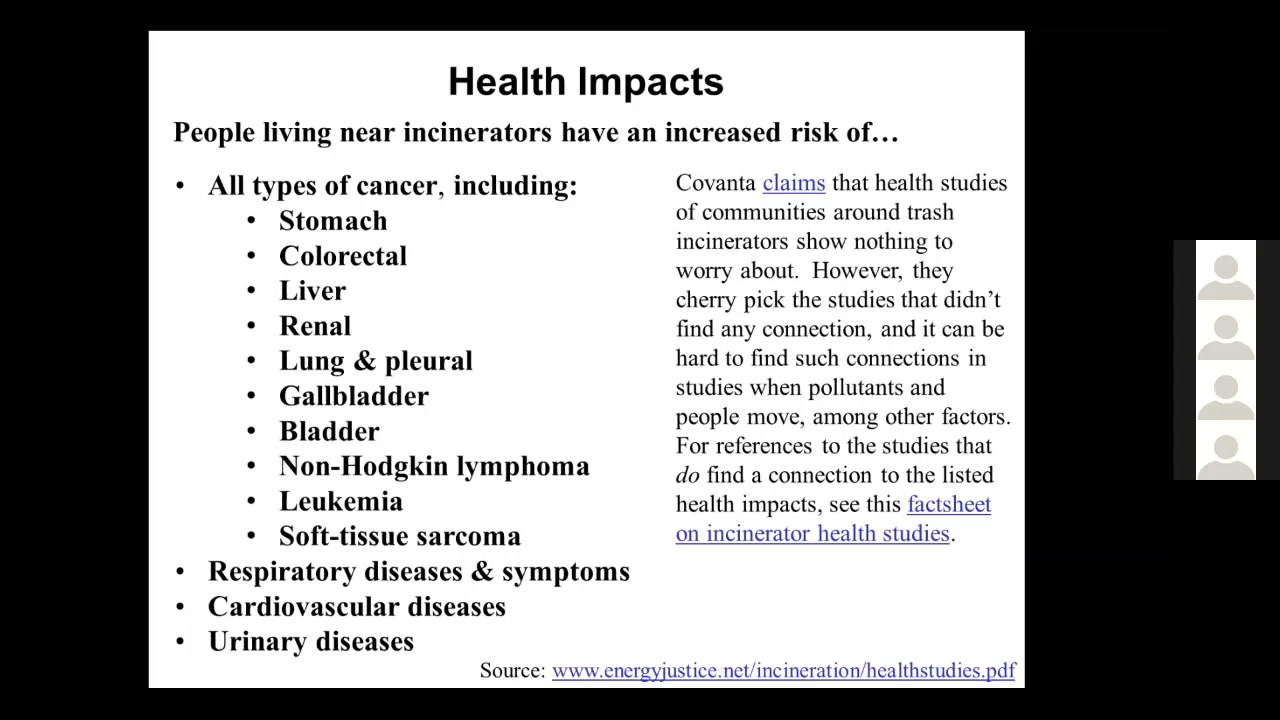 Health Impacts
People living near incinerators have an increased risk of…
• All types of cancer, including:
• Stomach
• Colorectal
• Liver
• Renal
• Lung & pleural
• Gallbladder
• Bladder
• Non-Hodgkin lymphoma
• Leukemia
• Soft-tissue sarcoma
• Respiratory diseases & symptoms
• Cardiovascular diseases
• Urinary diseases
Covanta claims that health studies
of communities around trash
incinerators show nothing to
worry about. However, they
cherry pick the studies that didn't
find any connection, and it can be
hard to find such connections in
studies when pollutants and
people move, among other factors.
For references to the studies that
do find a connection to the listed
health impacts, see this factsheet
on incinerator health studies.
Source: www.energyjustice.net/incineration/healthstudies.pdf